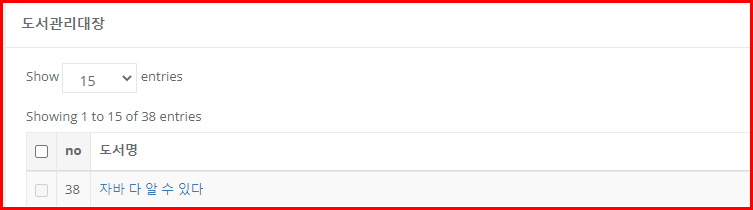 도서관리대장
Show 15 entries
Showing 1 to 15 of 38 entries
no 도서명
38 자바 다 알 수 있다